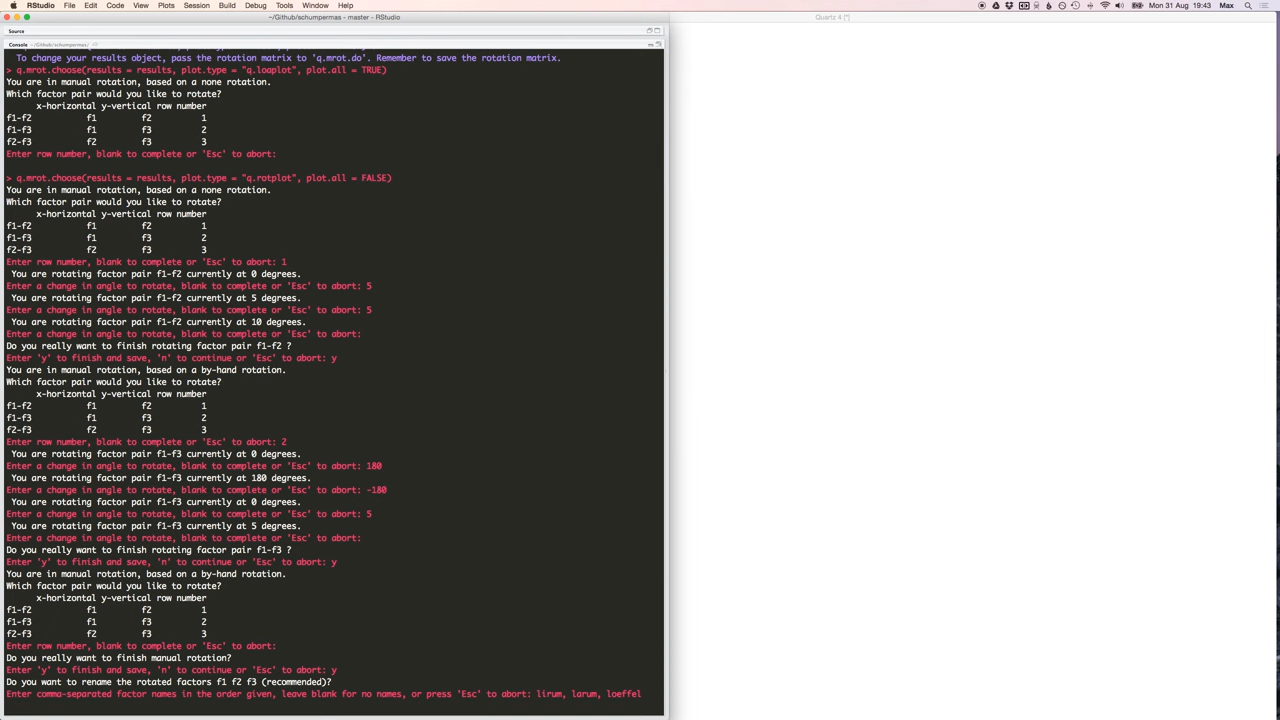 RStudio File Edit Code View Plots Session Build Debug Tools Window Help Mon 31 Aug 19:43 Max
~/Github/schumpermas - master - RStudio
Quartz 4 [*]
Source
Console ~/Github/schumpermas/
To change your results object, pass the rotation matrix to 'q.mrot.do'. Remember to save the rotation matrix.
> q.mrot.choose(results = results, plot.type = "q.loaplot", plot.all = TRUE)
You are in manual rotation, based on a none rotation.
Which factor pair would you like to rotate?
x-horizontal y-vertical row number
f1-f2 f1 f2 1
f1-f3 f1 f3 2
f2-f3 f2 f3 3
Enter row number, blank to complete or 'Esc' to abort:
> q.mrot.choose(results = results, plot.type = "q.rotplot", plot.all = FALSE)
You are in manual rotation, based on a none rotation.
Which factor pair would you like to rotate?
x-horizontal y-vertical row number
f1-f2 f1 f2 1
f1-f3 f1 f3 2
f2-f3 f2 f3 3
Enter row number, blank to complete or 'Esc' to abort: 1
You are rotating factor pair f1-f2 currently at 0 degrees.
Enter a change in angle to rotate, blank to complete or 'Esc' to abort: 5
You are rotating factor pair f1-f2 currently at 5 degrees.
Enter a change in angle to rotate, blank to complete or 'Esc' to abort: 5
You are rotating factor pair f1-f2 currently at 10 degrees.
Enter a change in angle to rotate, blank to complete or 'Esc' to abort:
Do you really want to finish rotating factor pair f1-f2 ?
Enter 'y' to finish and save, 'n' to continue or 'Esc' to abort: y
You are in manual rotation, based on a by-hand rotation.
Which factor pair would you like to rotate?
x-horizontal y-vertical row number
f1-f2 f1 f2 1
f1-f3 f1 f3 2
f2-f3 f2 f3 3
Enter row number, blank to complete or 'Esc' to abort: 2
You are rotating factor pair f1-f3 currently at 0 degrees.
Enter a change in angle to rotate, blank to complete or 'Esc' to abort: 180
You are rotating factor pair f1-f3 currently at 180 degrees.
Enter a change in angle to rotate, blank to complete or 'Esc' to abort: -180
You are rotating factor pair f1-f3 currently at 0 degrees.
Enter a change in angle to rotate, blank to complete or 'Esc' to abort: 5
You are rotating factor pair f1-f3 currently at 5 degrees.
Enter a change in angle to rotate, blank to complete or 'Esc' to abort:
Do you really want to finish rotating factor pair f1-f3 ?
Enter 'y' to finish and save, 'n' to continue or 'Esc' to abort: y
You are in manual rotation, based on a by-hand rotation.
Which factor pair would you like to rotate?
x-horizontal y-vertical row number
f1-f2 f1 f2 1
f1-f3 f1 f3 2
f2-f3 f2 f3 3
Enter row number, blank to complete or 'Esc' to abort:
Do you really want to finish manual rotation?
Enter 'y' to finish and save, 'n' to continue or 'Esc' to abort: y
Do you want to rename the rotated factors f1 f2 f3 (recommended)?
Enter comma-separated factor names in the order given, leave blank for no names, or press 'Esc' to abort: lirum, larum, loeffel